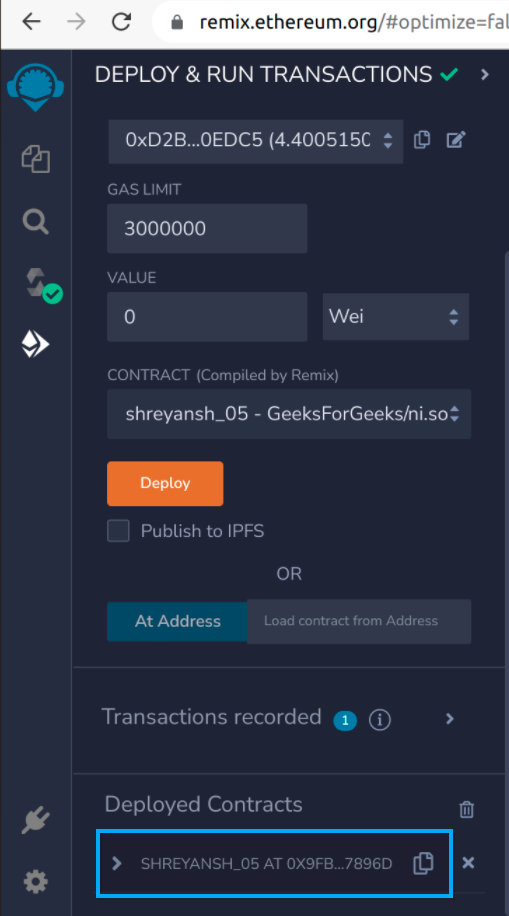 remix.ethereum.org/#optimize=fal
DEPLOY & RUN TRANSACTIONS
0xD2B...0EDC5 (4.4005150
GAS LIMIT
3000000
VALUE
0
Wei
CONTRACT (Compiled by Remix)
shreyansh_05 - GeeksForGeeks/ni.so
Deploy
Publish to IPFS
OR
At Address
Load contract from Address
Transactions recorded 1
Deployed Contracts
SHREYANSH_05 AT 0X9FB...7896D